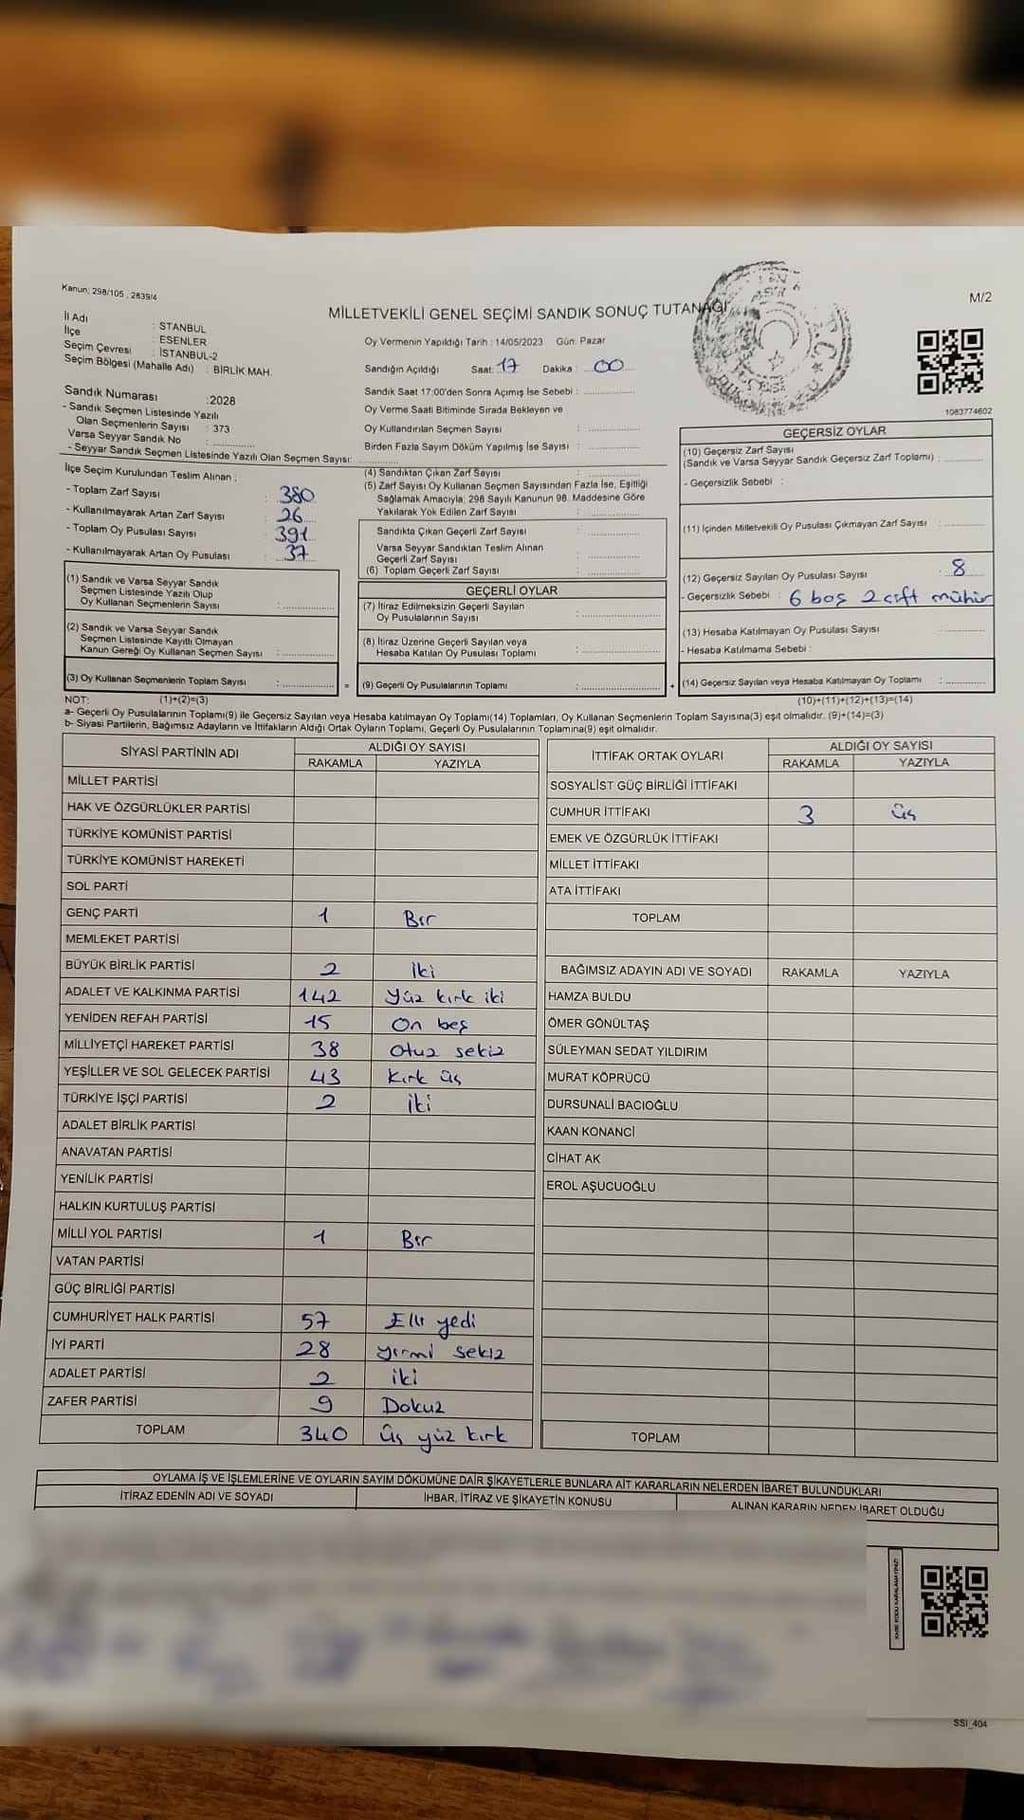 Kanun; 298/105 , 2839/4
M/2
MİLLETVEKİLİ GENEL SEÇİMİ SANDIK SONUÇ TUTANAĞI
İl Adı : STANBUL
İlçe : ESENLER
Seçim Çevresi : İSTANBUL-2
Seçim Bölgesi (Mahalle Adı) : BİRLİK MAH.
Oy Vermenin Yapıldığı Tarih : 14/05/2023 Gün: Pazar
Sandığın Açıldığı Saat: 17 Dakika : 00
Sandık Saat 17:00'den Sonra Açımış İse Sebebi :
Oy Verme Saati Bitiminde Sırada Bekleyen ve
Oy Kullandırılan Seçmen Sayısı :
Birden Fazla Sayım Döküm Yapılmış İse Sayısı :
1083774602
Sandık Numarası :2028
- Sandık Seçmen Listesinde Yazılı
Olan Seçmenlerin Sayısı : 373
Varsa Seyyar Sandık No :
- Seyyar Sandık Seçmen Listesinde Yazılı Olan Seçmen Sayısı:
İlçe Seçim Kurulundan Teslim Alınan :
- Toplam Zarf Sayısı : 380
- Kullanılmayarak Artan Zarf Sayısı : 26
- Toplam Oy Pusulası Sayısı : 391
- Kullanılmayarak Artan Oy Pusulası : 37
(4) Sandıktan Çıkan Zarf Sayısı :
(5) Zarf Sayısı Oy Kullanan Seçmen Sayısından Fazla İse, Eşitliği
Sağlamak Amacıyla; 298 Sayılı Kanunun 98. Maddesine Göre
Yakılarak Yok Edilen Zarf Sayısı :
Sandıkta Çıkan Geçerli Zarf Sayısı :
Varsa Seyyar Sandıktan Teslim Alınan
Geçerli Zarf Sayısı :
(6) Toplam Geçerli Zarf Sayısı :
GEÇERSİZ OYLAR
(10) Geçersiz Zarf Sayısı
(Sandık ve Varsa Seyyar Sandık Geçersiz Zarf Toplamı) :
- Geçersizlik Sebebi :
(11) İçinden Milletvekili Oy Pusulası Çıkmayan Zarf Sayısı :
(12) Geçersiz Sayılan Oy Pusulası Sayısı : 8
- Geçersizlik Sebebi : 6 boş 2 çift mühür
(13) Hesaba Katılmayan Oy Pusulası Sayısı :
- Hesaba Katılmama Sebebi :
(14) Geçersiz Sayılan veya Hesaba Katılmayan Oy Toplamı :
(1) Sandık ve Varsa Seyyar Sandık
Seçmen Listesinde Yazılı Olup
Oy Kullanan Seçmenlerin Sayısı :
(2) Sandık ve Varsa Seyyar Sandık
Seçmen Listesinde Kayıtlı Olmayan
Kanun Gereği Oy Kullanan Seçmen Sayısı :
(3) Oy Kullanan Seçmenlerin Toplam Sayısı : =
GEÇERLİ OYLAR
(7) İtiraz Edilmeksizin Geçerli Sayılan
Oy Pusulalarının Sayısı :
(8) İtiraz Üzerine Geçerli Sayılan veya
Hesaba Katılan Oy Pusulası Toplamı :
(9) Geçerli Oy Pusulalarının Toplamı : +
NOT: (1)+(2)=(3) (10)+(11)+(12)+(13)=(14)
a- Geçerli Oy Pusulalarının Toplamı(9) ile Geçersiz Sayılan veya Hesaba katılmayan Oy Toplamı(14) Toplamları, Oy Kullanan Seçmenlerin Toplam Sayısına(3) eşit olmalıdır. (9)+(14)=(3)
b- Siyasi Partilerin, Bağımsız Adayların ve İttifakların Aldığı Ortak Oyların Toplamı, Geçerli Oy Pusulalarının Toplamına(9) eşit olmalıdır.
SİYASİ PARTİNİN ADI ALDIĞI OY SAYISI
RAKAMLA YAZIYLA
MİLLET PARTİSİ
HAK VE ÖZGÜRLÜKLER PARTİSİ
TÜRKİYE KOMÜNİST PARTİSİ
TÜRKİYE KOMÜNİST HAREKETİ
SOL PARTİ
GENÇ PARTİ 1 Bir
MEMLEKET PARTİSİ
BÜYÜK BİRLİK PARTİSİ 2 İki
ADALET VE KALKINMA PARTİSİ 142 Yüz kırk iki
YENİDEN REFAH PARTİSİ 15 On beş
MİLLİYETÇİ HAREKET PARTİSİ 38 Otuz sekiz
YEŞİLLER VE SOL GELECEK PARTİSİ 43 Kırk üş
TÜRKİYE İŞÇİ PARTİSİ 2 iki
ADALET BİRLİK PARTİSİ
ANAVATAN PARTİSİ
YENİLİK PARTİSİ
HALKIN KURTULUŞ PARTİSİ
MİLLİ YOL PARTİSİ 1 Bir
VATAN PARTİSİ
GÜÇ BİRLİĞİ PARTİSİ
CUMHURİYET HALK PARTİSİ 57 Elli yedi
İYİ PARTİ 28 yirmi sekiz
ADALET PARTİSİ 2 iki
ZAFER PARTİSİ 9 Dokuz
TOPLAM 340 üş yüz kırk
İTTİFAK ORTAK OYLARI ALDIĞI OY SAYISI
RAKAMLA YAZIYLA
SOSYALİST GÜÇ BİRLİĞİ İTTİFAKI
CUMHUR İTTİFAKI 3 üş
EMEK VE ÖZGÜRLÜK İTTİFAKI
MİLLET İTTİFAKI
ATA İTTİFAKI
TOPLAM
BAĞIMSIZ ADAYIN ADI VE SOYADI RAKAMLA YAZIYLA
HAMZA BULDU
ÖMER GÖNÜLTAŞ
SÜLEYMAN SEDAT YILDIRIM
MURAT KÖPRÜCÜ
DURSUNALİ BACIOĞLU
KAAN KONANCİ
CİHAT AK
EROL AŞUCUOĞLU
TOPLAM
OYLAMA İŞ VE İŞLEMLERİNE VE OYLARIN SAYIM DÖKÜMÜNE DAİR ŞİKAYETLERLE BUNLARA AİT KARARLARIN NELERDEN İBARET BULUNDUKLARI
İTİRAZ EDENİN ADI VE SOYADI İHBAR, İTİRAZ VE ŞİKAYETİN KONUSU ALINAN KARARIN NEDEN İBARET OLDUĞU
SSİ_404